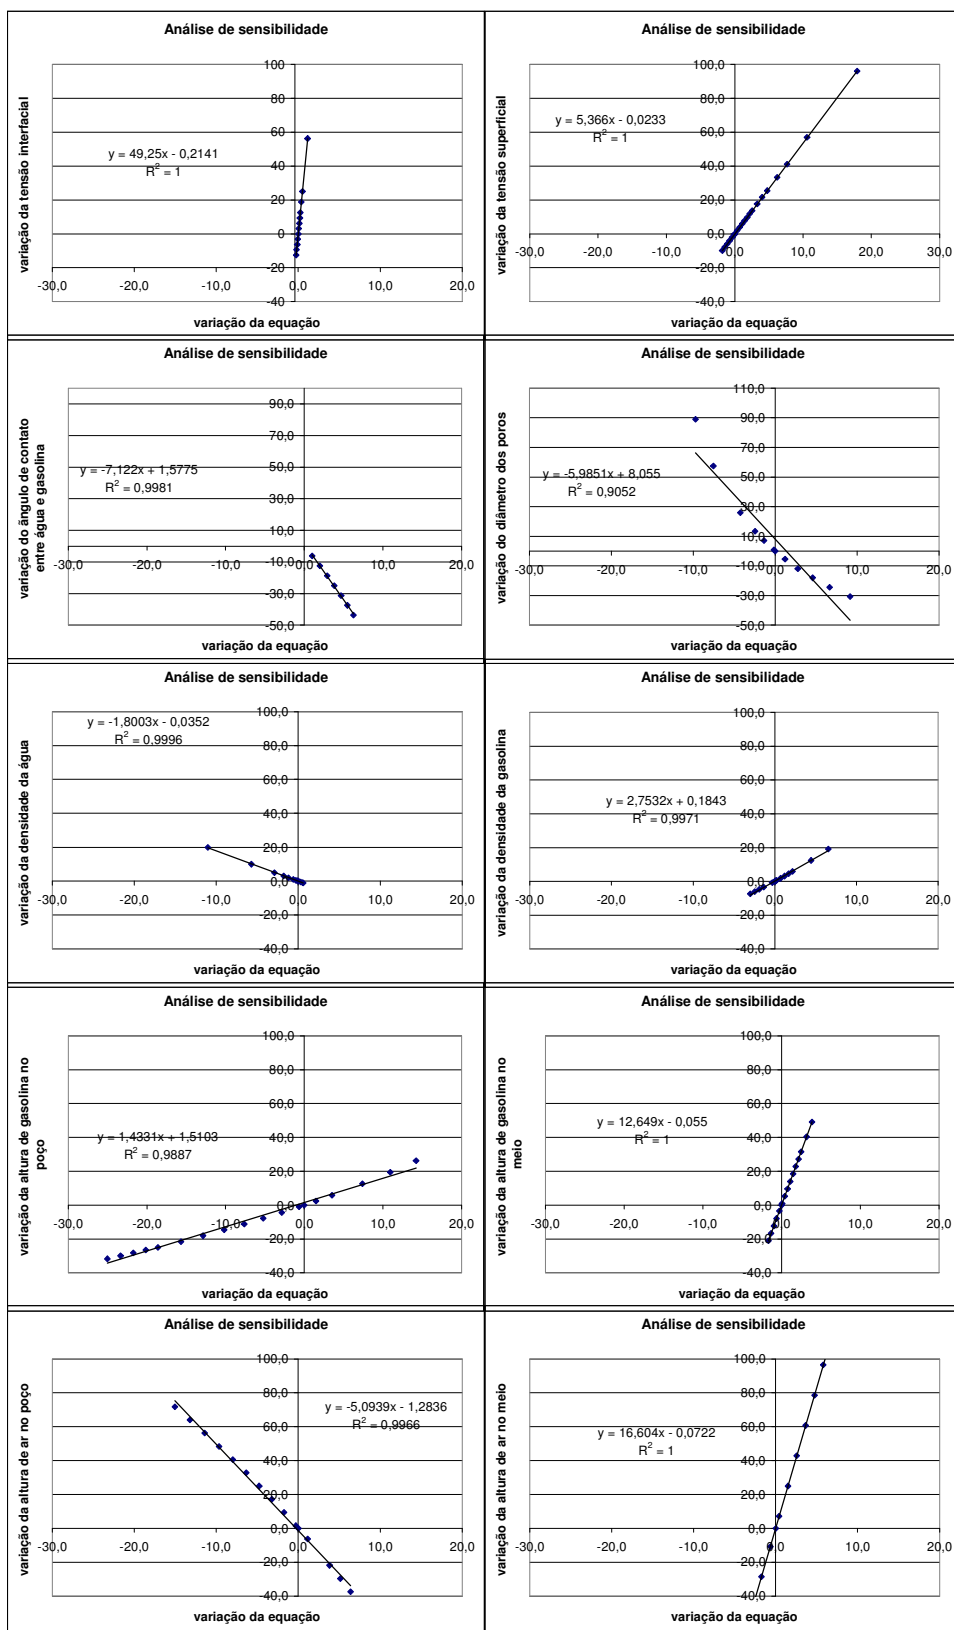 Análise de sensibilidade
variação da tensão interfacial
100
80
60
40
20
0
-20
-40
-30,0 -20,0 -10,0 0,0 10,0 20,0
y = 49,25x - 0,2141
R² = 1
variação da equação
Análise de sensibilidade
variação da tensão superficial
100,0
80,0
60,0
40,0
20,0
0,0
-20,0
-40,0
-30,0 -20,0 -10,0 0,0 10,0 20,0 30,0
y = 5,366x - 0,0233
R² = 1
variação da equação
Análise de sensibilidade
variação do ângulo de contato
entre água e gasolina
90,0
70,0
50,0
30,0
10,0
-10,0
-30,0
-50,0
-30,0 -20,0 -10,0 0,0 10,0 20,0
y = -7,122x + 1,5775
R² = 0,9981
variação da equação
Análise de sensibilidade
variação do diâmetro dos poros
110,0
90,0
70,0
50,0
30,0
10,0
-10,0
-30,0
-50,0
-30,0 -20,0 -10,0 0,0 10,0 20,0
y = -5,9851x + 8,055
R² = 0,9052
variação da equação
Análise de sensibilidade
variação da densidade da água
100,0
80,0
60,0
40,0
20,0
0,0
-20,0
-40,0
-30,0 -20,0 -10,0 0,0 10,0 20,0
y = -1,8003x - 0,0352
R² = 0,9996
variação da equação
Análise de sensibilidade
variação da densidade da gasolina
100,0
80,0
60,0
40,0
20,0
0,0
-20,0
-40,0
-30,0 -20,0 -10,0 0,0 10,0 20,0
y = 2,7532x + 0,1843
R² = 0,9971
variação da equação
Análise de sensibilidade
variação da altura de gasolina no
poço
100,0
80,0
60,0
40,0
20,0
0,0
-20,0
-40,0
-30,0 -20,0 -10,0 0,0 10,0 20,0
y = 1,4331x + 1,5103
R² = 0,9887
variação da equação
Análise de sensibilidade
variação da altura de gasolina no
meio
100,0
80,0
60,0
40,0
20,0
0,0
-20,0
-40,0
-30,0 -20,0 -10,0 0,0 10,0 20,0
y = 12,649x - 0,055
R² = 1
variação da equação
Análise de sensibilidade
variação da altura de ar no poço
100,0
80,0
60,0
40,0
20,0
0,0
-20,0
-40,0
-30,0 -20,0 -10,0 0,0 10,0 20,0
y = -5,0939x - 1,2836
R² = 0,9966
variação da equação
Análise de sensibilidade
variação da altura de ar no meio
100,0
80,0
60,0
40,0
20,0
0,0
-20,0
-40,0
-30,0 -20,0 -10,0 0,0 10,0 20,0
y = 16,604x - 0,0722
R² = 1
variação da equação